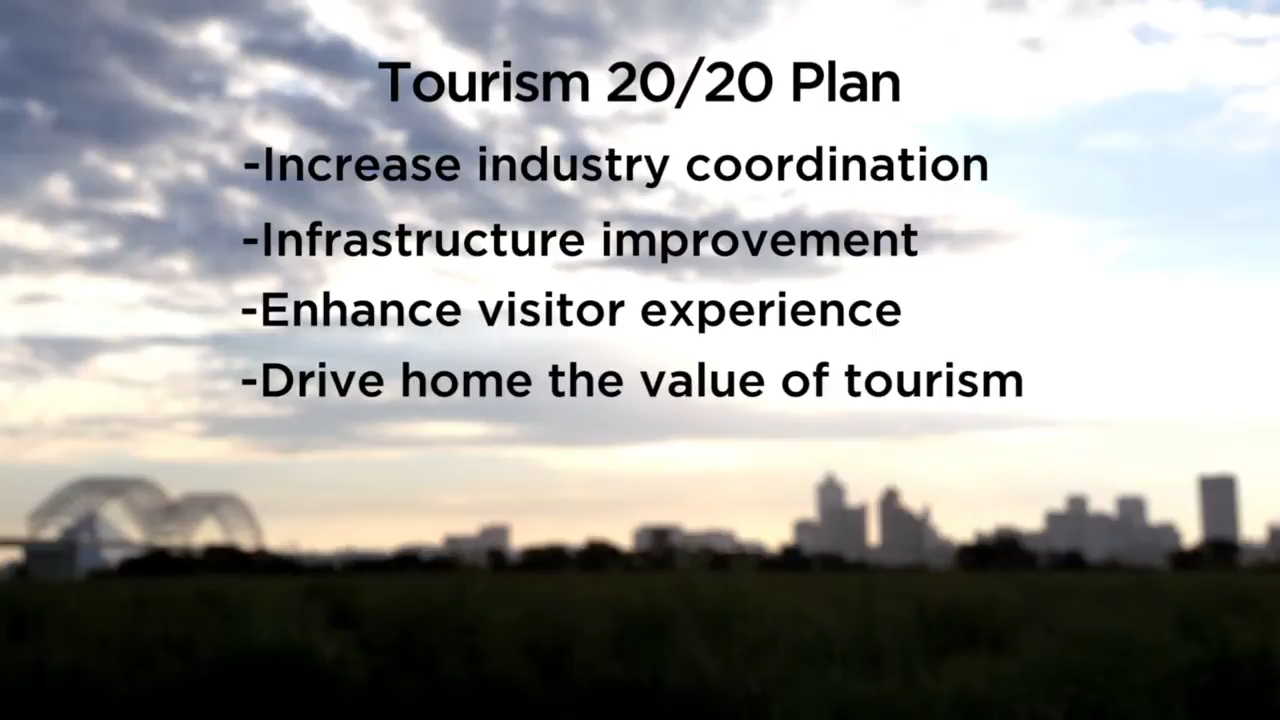 Tourism 20/20 Plan
-Increase industry coordination
-Infrastructure improvement
-Enhance visitor experience
-Drive home the value of tourism